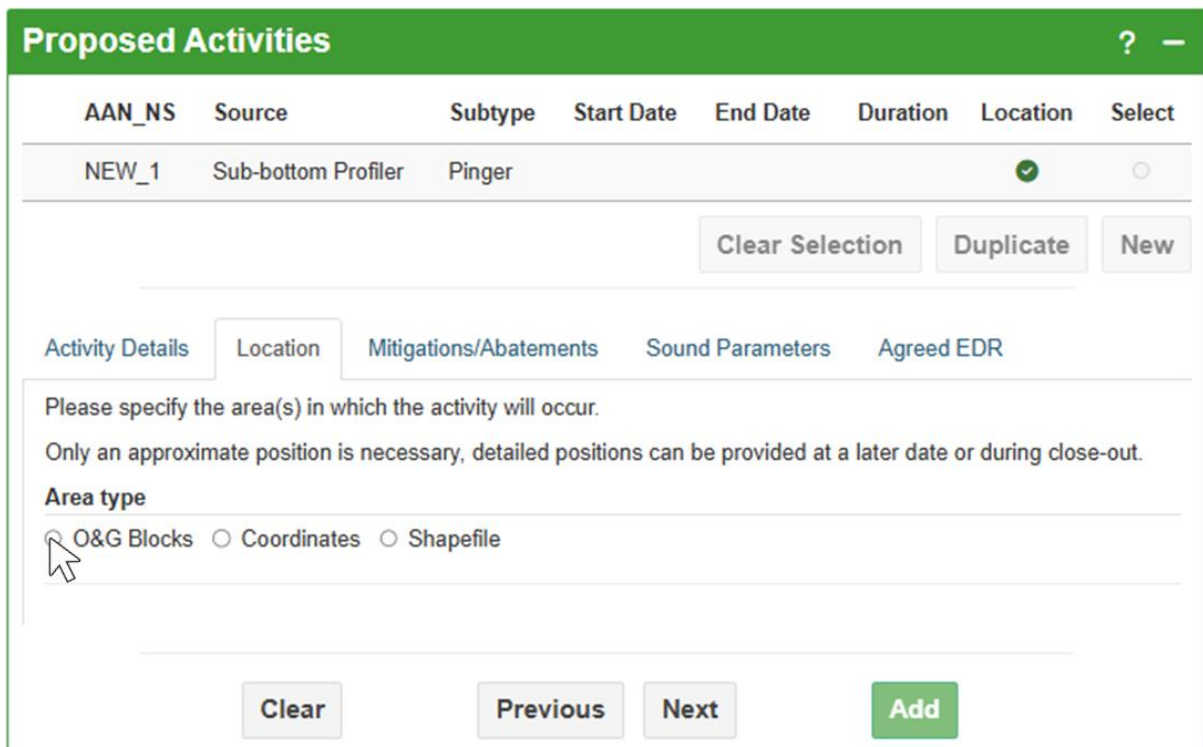 Proposed Activities ? –
AAN_NS Source Subtype Start Date End Date Duration Location Select
NEW_1 Sub-bottom Profiler Pinger
Clear Selection Duplicate New
Activity Details Location Mitigations/Abatements Sound Parameters Agreed EDR
Please specify the area(s) in which the activity will occur.
Only an approximate position is necessary, detailed positions can be provided at a later date or during close-out.
Area type
O&G Blocks Coordinates Shapefile
Clear Previous Next Add